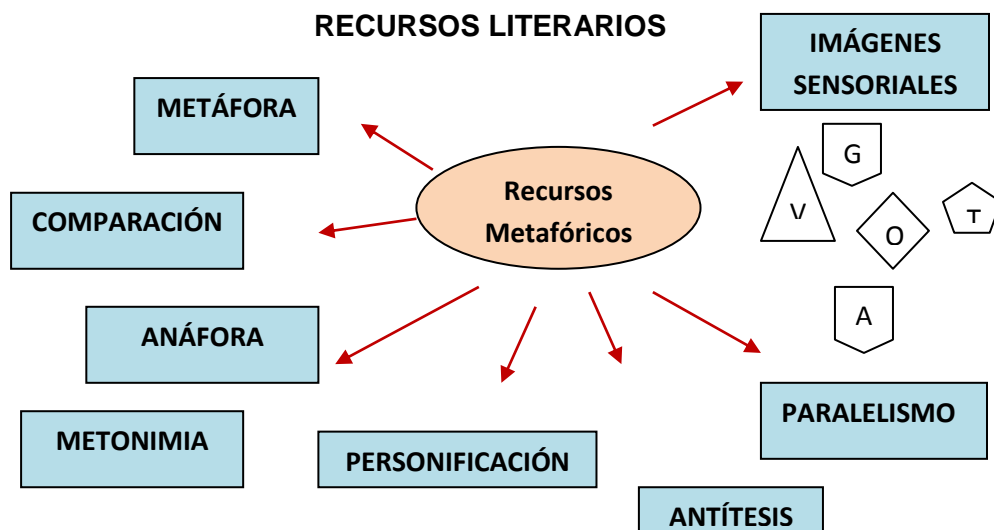 RECURSOS LITERARIOS
IMÁGENES
SENSORIALES
METÁFORA
G
V
O
T
COMPARACIÓN
Recursos
Metafóricos
A
ANÁFORA
PARALELISMO
METONIMIA
PERSONIFICACIÓN
ANTÍTESIS